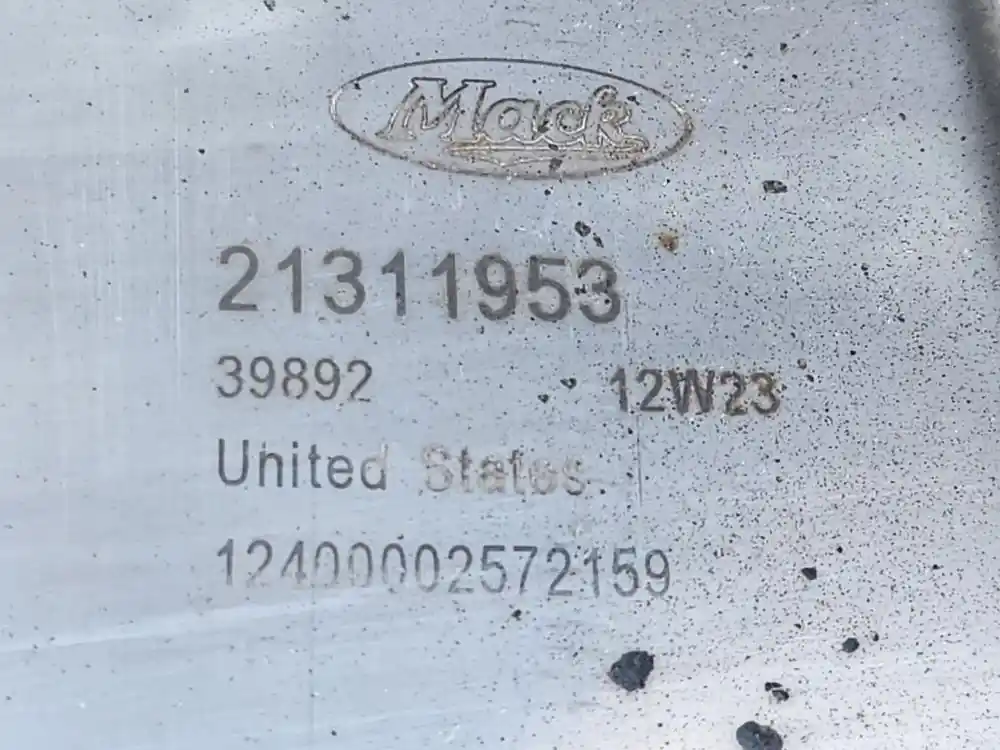 Mack
21311953
39892 12W23
United States
12400002572159